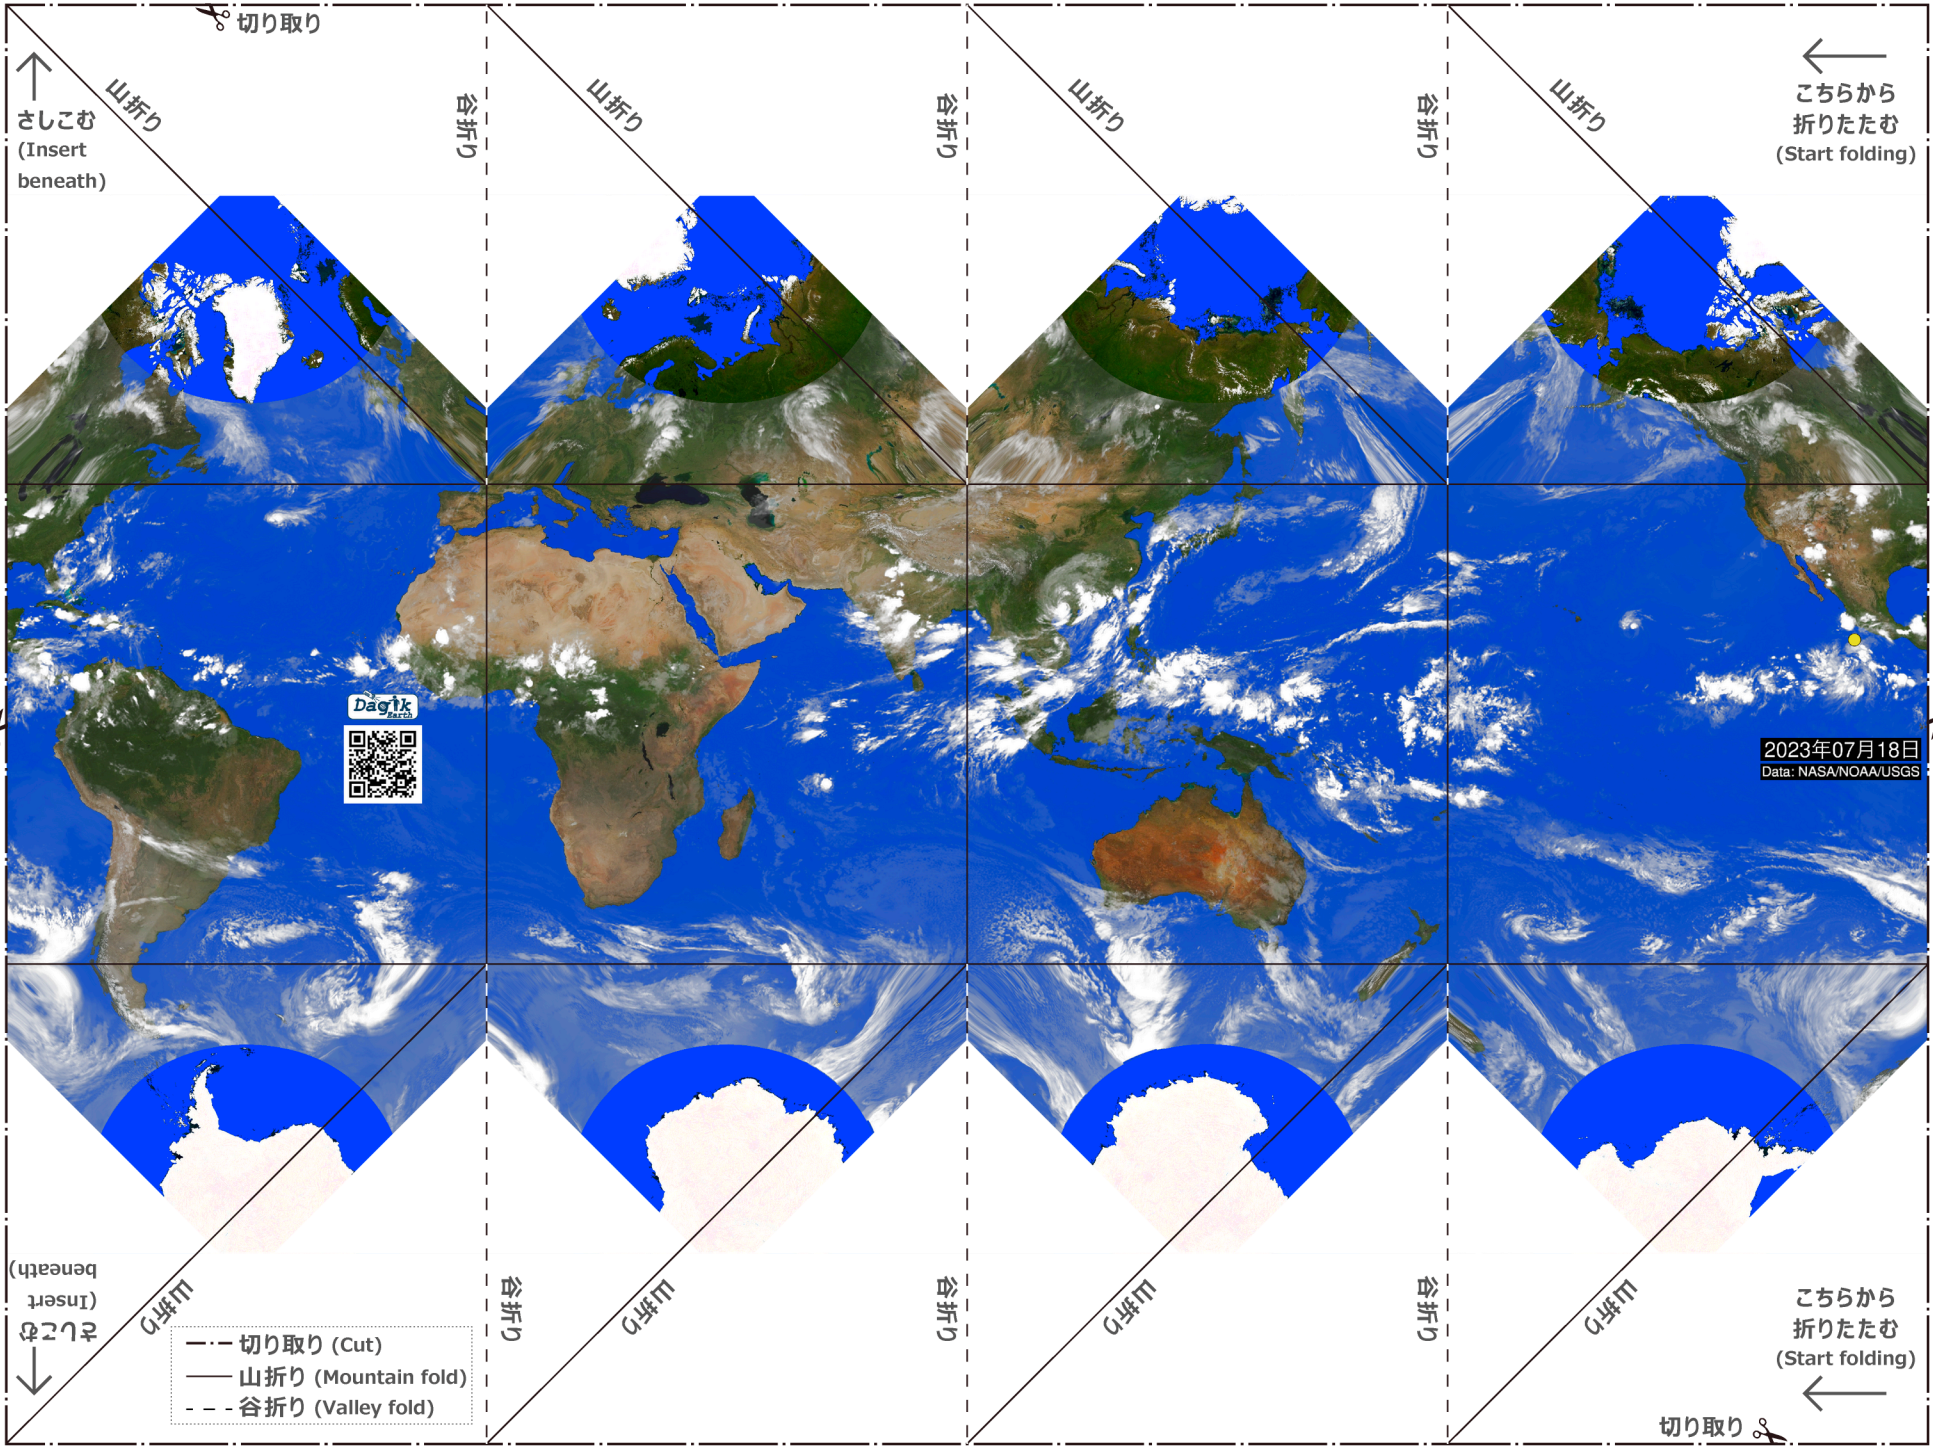 切り取り
山折り
谷折り
山折り
谷折り
山折り
谷折り
山折り
さしこむ
(Insert
beneath)
こちらから
折りたたむ
(Start folding)
Dagik
Earth
2023年07月18日
Data: NASA/NOAA/USGS
さしこむ
(Insert
beneath)
山折り
谷折り
山折り
谷折り
山折り
谷折り
山折り
切り取り (Cut)
山折り (Mountain fold)
谷折り (Valley fold)
こちらから
折りたたむ
(Start folding)
切り取り